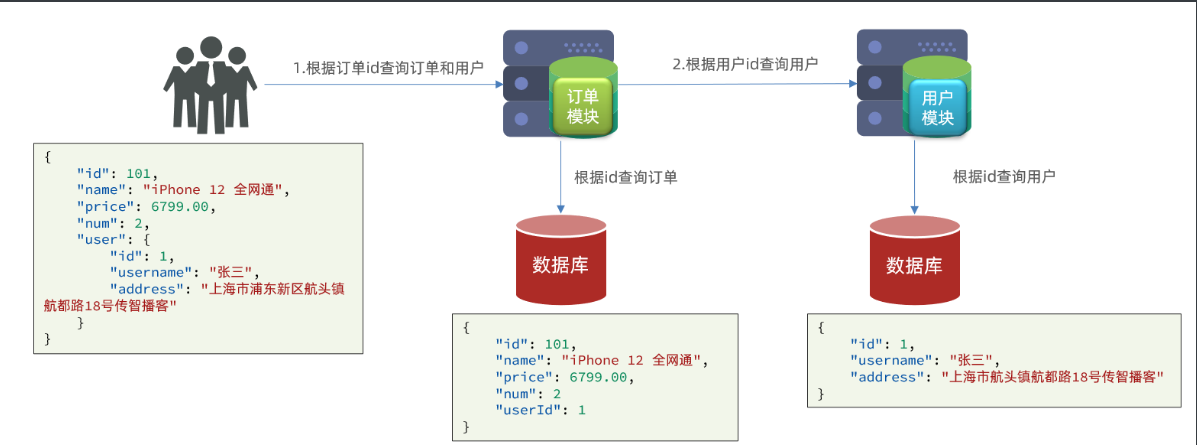 1.根据订单id查询订单和用户
订单
模块
2.根据用户id查询用户
用户
模块
根据id查询订单
根据id查询用户
数据库
数据库
{
    "id": 101,
    "name": "iPhone 12 全网通",
    "price": 6799.00,
    "num": 2,
    "user": {
        "id": 1,
        "username": "张三",
        "address": "上海市浦东新区航头镇
航都路18号传智播客"
    }
}
{
    "id": 101,
    "name": "iPhone 12 全网通",
    "price": 6799.00,
    "num": 2
    "userId": 1
}
{
    "id": 1,
    "username": "张三",
    "address": "上海市航头镇航都路18号传智播客"
}